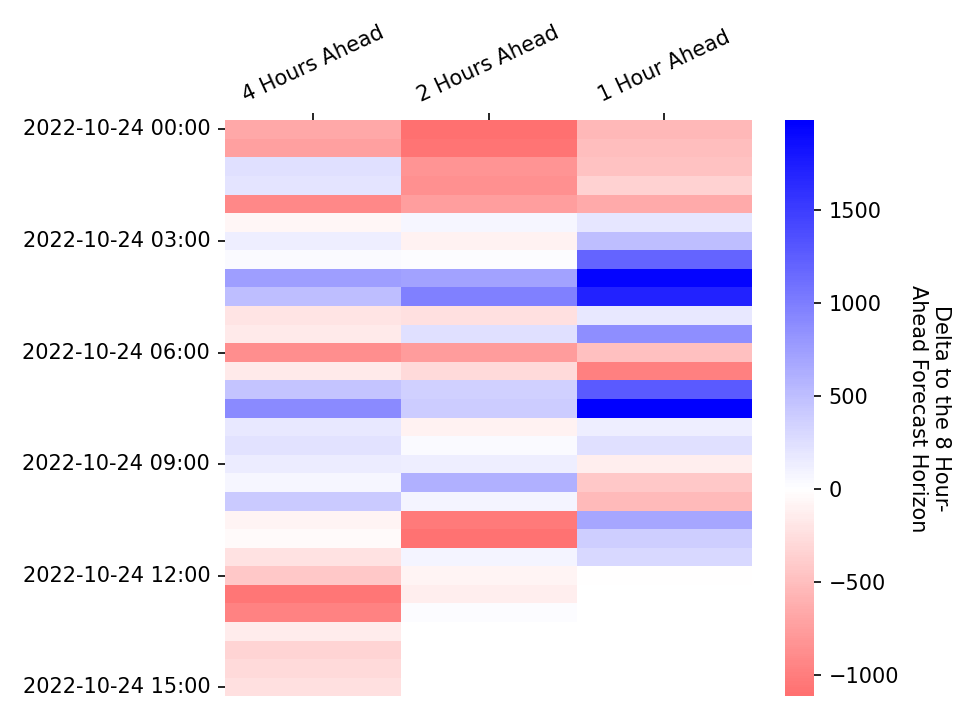 4 Hours Ahead
2 Hours Ahead
1 Hour Ahead
2022-10-24 00:00
2022-10-24 03:00
2022-10-24 06:00
2022-10-24 09:00
2022-10-24 12:00
2022-10-24 15:00
1500
1000
500
0
−500
−1000
Delta to the 8 Hour-
Ahead Forecast Horizon